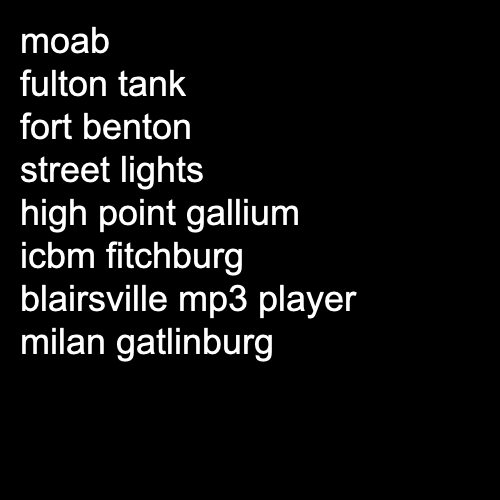 moab
fulton tank
fort benton
street lights
high point gallium
icbm fitchburg
blairsville mp3 player
milan gatlinburg